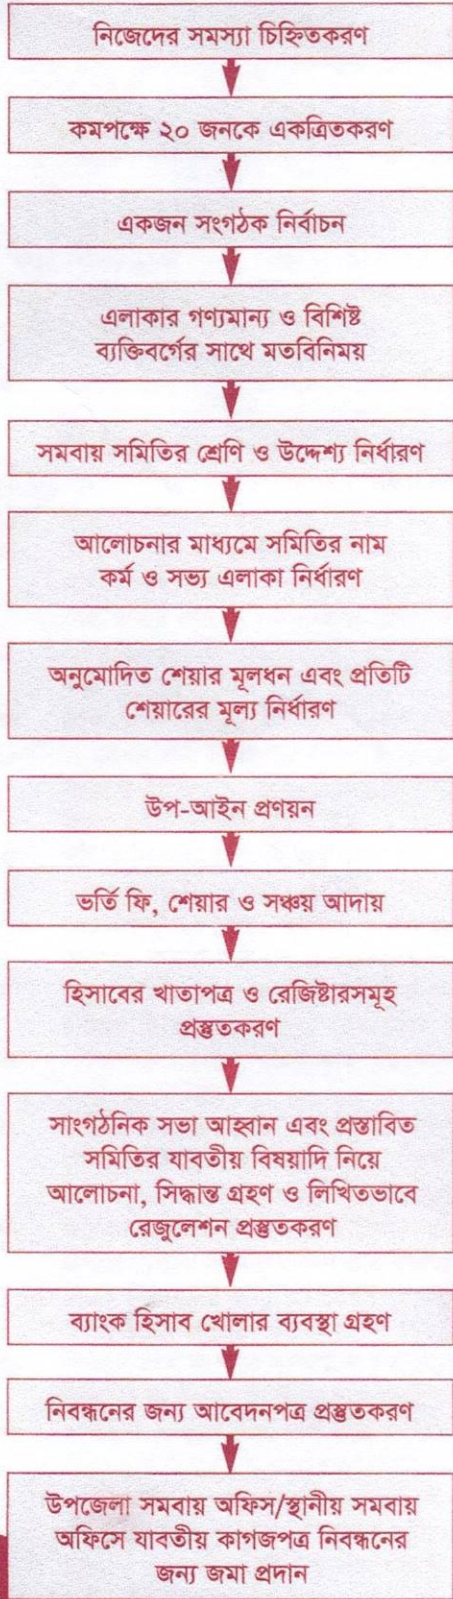 নিজেদের সমস্যা চিহ্নিতকরণ
কমপক্ষে ২০ জনকে একত্রিতকরণ
একজন সংগঠক নির্বাচন
এলাকার গণ্যমান্য ও বিশিষ্ট
ব্যক্তিবর্গের সাথে মতবিনিময়
সমবায় সমিতির শ্রেণি ও উদ্দেশ্য নির্ধারণ
আলোচনার মাধ্যমে সমিতির নাম
কর্ম ও সভ্য এলাকা নির্ধারণ
অনুমোদিত শেয়ার মূলধন এবং প্রতিটি
শেয়ারের মূল্য নির্ধারণ
উপ-আইন প্রণয়ন
ভর্তি ফি, শেয়ার ও সঞ্চয় আদায়
হিসাবের খাতাপত্র ও রেজিষ্টারসমূহ
প্রস্তুতকরণ
সাংগঠনিক সভা আহ্বান এবং প্রস্তাবিত
সমিতির যাবতীয় বিষয়াদি নিয়ে
আলোচনা, সিদ্ধান্ত গ্রহণ ও লিখিতভাবে
রেজুলেশন প্রস্তুতকরণ
ব্যাংক হিসাব খোলার ব্যবস্থা গ্রহণ
নিবন্ধনের জন্য আবেদনপত্র প্রস্তুতকরণ
উপজেলা সমবায় অফিস/স্থানীয় সমবায়
অফিসে যাবতীয় কাগজপত্র নিবন্ধনের
জন্য জমা প্রদান